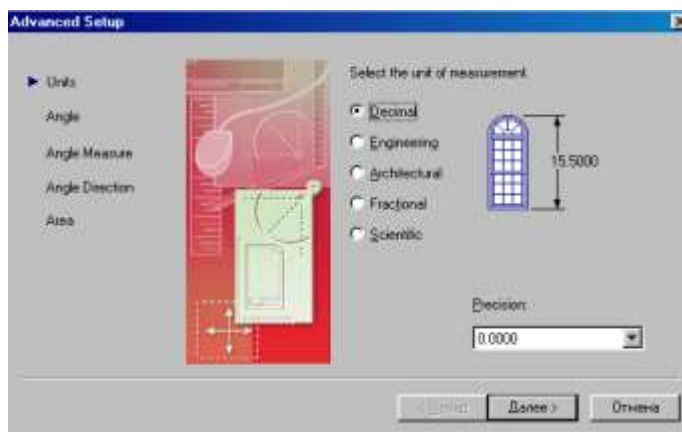 Advanced Setup
Units
Angle
Angle Measure
Angle Direction
Area
Select the unit of measurement.
Decimal
Engineering
Architectural
Fractional
Scientific
15.5000
Precision:
0.0000
Далее >
Отмена